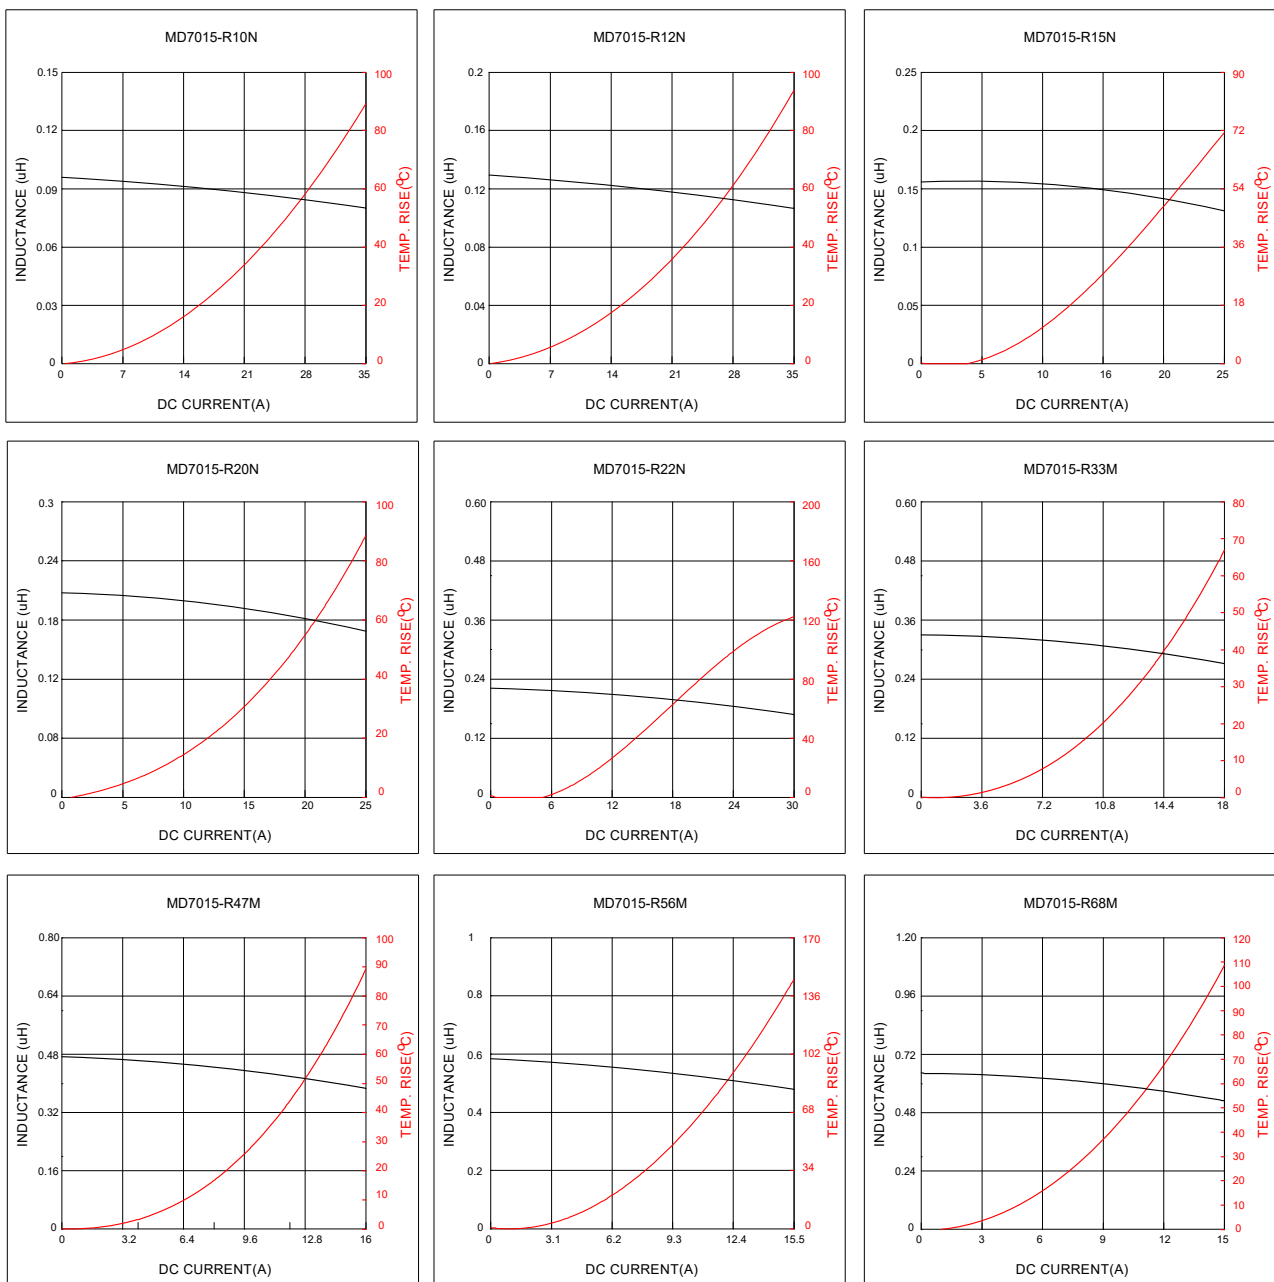 MD7015-R10N
INDUCTANCE (uH)
0.15
0.12
0.09
0.06
0.03
0
0 7 14 21 28 35
DC CURRENT(A)
100
80
60
40
20
0
TEMP. RISE(ºC)
MD7015-R12N
INDUCTANCE (uH)
0.2
0.16
0.12
0.08
0.04
0
0 7 14 21 28 35
DC CURRENT(A)
100
80
60
40
20
0
TEMP. RISE(ºC)
MD7015-R15N
INDUCTANCE (uH)
0.25
0.2
0.15
0.1
0.05
0
0 5 10 16 20 25
DC CURRENT(A)
90
72
54
36
18
0
TEMP. RISE(ºC)
MD7015-R20N
INDUCTANCE (uH)
0.3
0.24
0.18
0.12
0.08
0
0 5 10 15 20 25
DC CURRENT(A)
100
80
60
40
20
0
TEMP. RISE(ºC)
MD7015-R22N
INDUCTANCE (uH)
0.60
0.48
0.36
0.24
0.12
0
0 6 12 18 24 30
DC CURRENT(A)
200
160
120
80
40
0
TEMP. RISE(ºC)
MD7015-R33M
INDUCTANCE (uH)
0.60
0.48
0.36
0.24
0.12
0
0 3.6 7.2 10.8 14.4 18
DC CURRENT(A)
80
70
60
50
40
30
20
10
0
TEMP. RISE(ºC)
MD7015-R47M
INDUCTANCE (uH)
0.80
0.64
0.48
0.32
0.16
0
0 3.2 6.4 9.6 12.8 16
DC CURRENT(A)
100
90
80
70
60
50
40
30
20
10
0
TEMP. RISE(ºC)
MD7015-R56M
INDUCTANCE (uH)
1
0.8
0.6
0.4
0.2
0
0 3.1 6.2 9.3 12.4 15.5
DC CURRENT(A)
170
136
102
68
34
0
TEMP. RISE(ºC)
MD7015-R68M
INDUCTANCE (uH)
1.20
0.96
0.72
0.48
0.24
0
0 3 6 9 12 15
DC CURRENT(A)
120
110
100
90
80
70
60
50
40
30
20
10
0
TEMP. RISE(ºC)